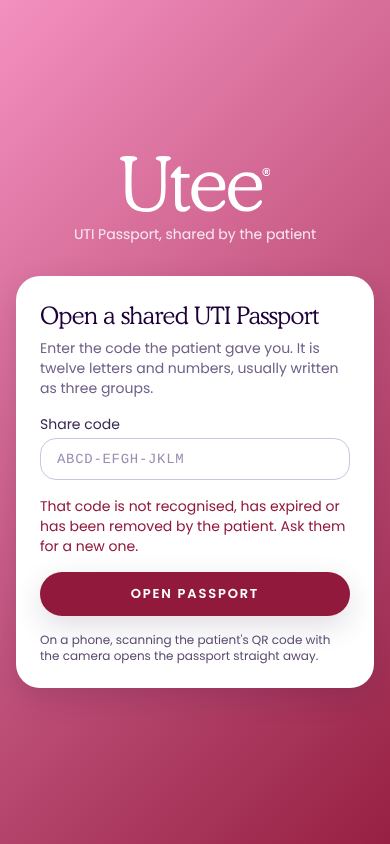 Utee®
UTI Passport, shared by the patient
Open a shared UTI Passport
Enter the code the patient gave you. It is
twelve letters and numbers, usually written
as three groups.
Share code
ABCD-EFGH-JKLM
That code is not recognised, has expired or
has been removed by the patient. Ask them
for a new one.
OPEN PASSPORT
On a phone, scanning the patient's QR code with
the camera opens the passport straight away.